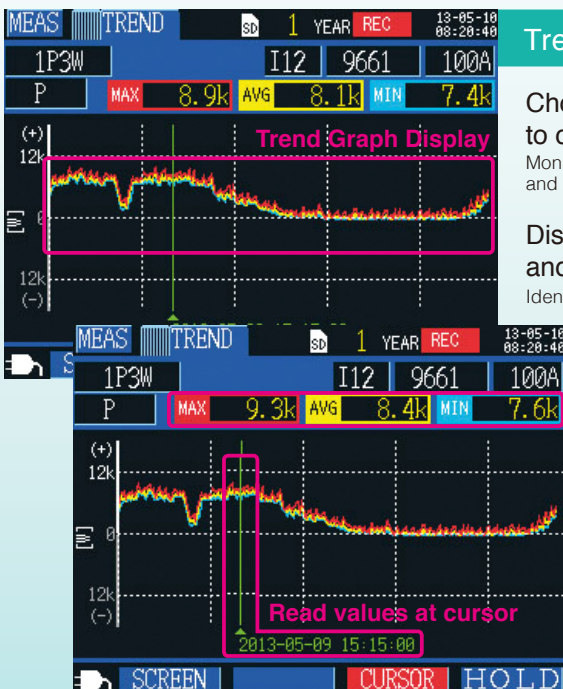 MEAS TREND SD 1 YEAR REC 13-05-10 08:20:40
1P3W I12 9661 100A
P MAX 8.9k AVG 8.1k MIN 7.4k
(+)
12k
Trend Graph Display
[W]
0
12k
(-)
Tre
Cho
to d
Mon
and
Dis
and
Iden
MEAS TREND SD 1 YEAR REC 13-05-10 08:20:40
1P3W I12 9661 100A
P MAX 9.3k AVG 8.4k MIN 7.6k
(+)
12k
[W]
0
12k
(-)
Read values at cursor
2013-05-09 15:15:00
SCREEN CURSOR HOLD